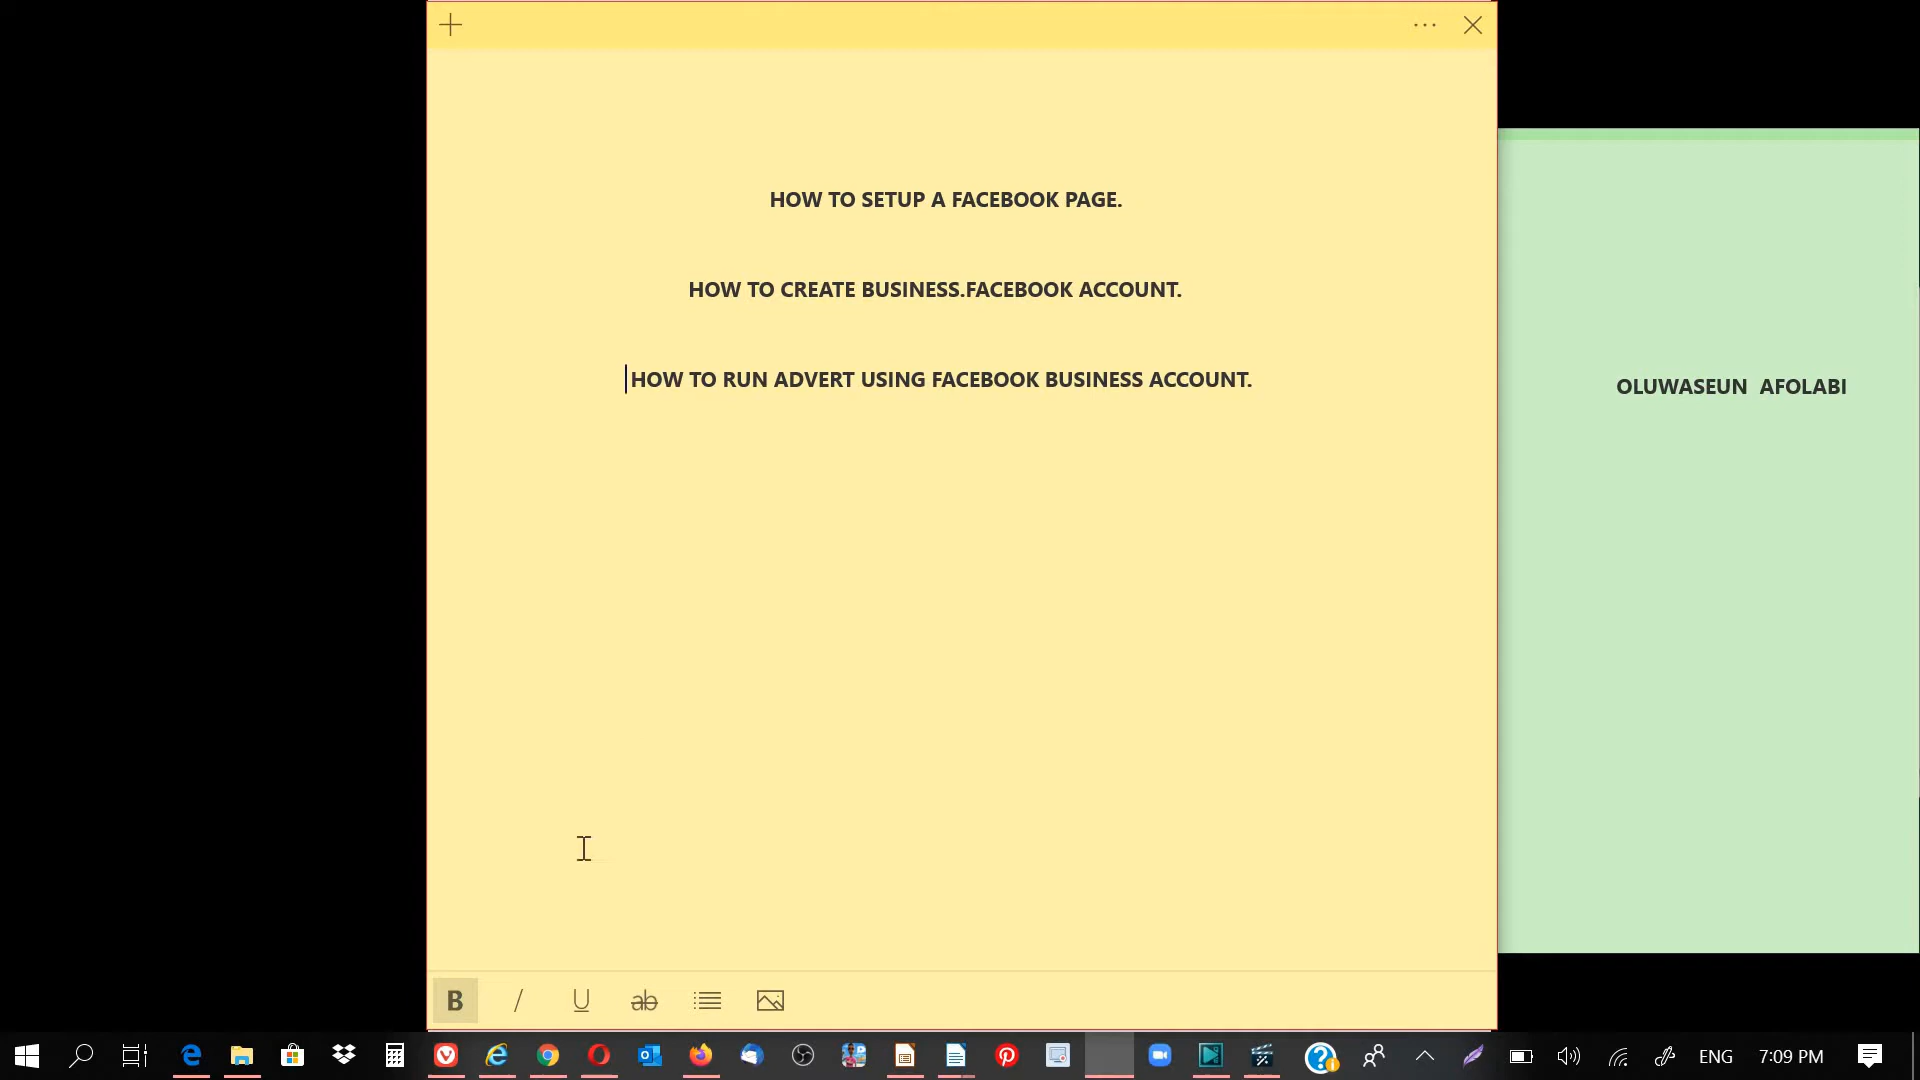 HOW TO SETUP A FACEBOOK PAGE.
HOW TO CREATE BUSINESS.FACEBOOK ACCOUNT.
HOW TO RUN ADVERT USING FACEBOOK BUSINESS ACCOUNT.
OLUWASEUN  AFOLABI
B / U ab
ENG 7:09 PM